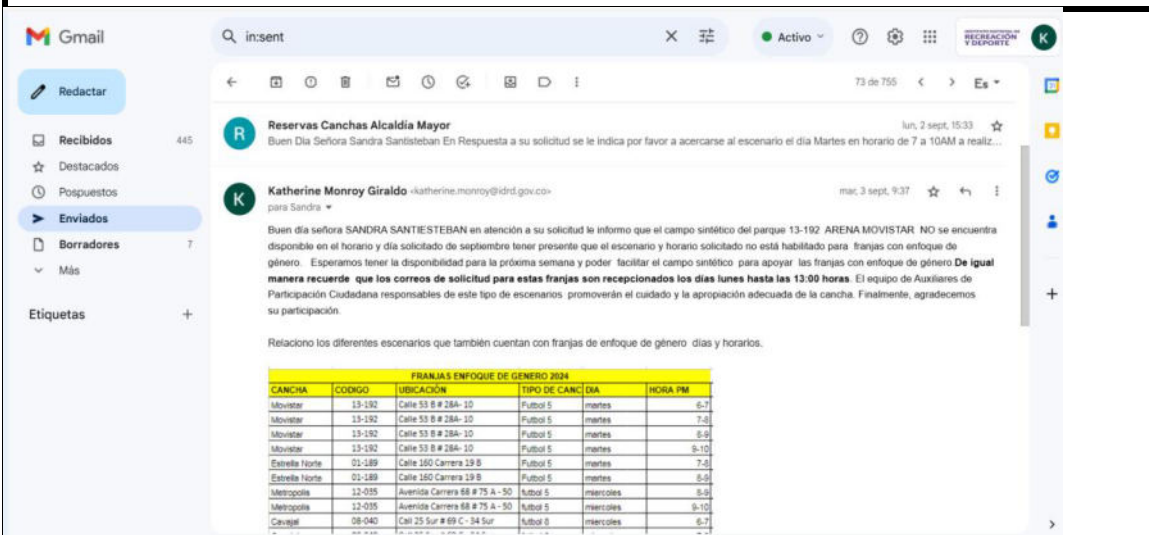 Gmail
in:sent
Activo
INSTITUTO DISTRITAL DE
RECREACIÓN
Y DEPORTE
K
Redactar
73 de 755
Es
Recibidos 445
Destacados
Pospuestos
Enviados
Borradores 7
Más
Etiquetas
R
Reservas Canchas Alcaldía Mayor lun, 2 sept, 15:33
Buen Dia Señora Sandra Santisteban En Respuesta a su solicitud se le indica por favor a acercarse al escenario el día Martes en horario de 7 a 10AM a realiz...
K
Katherine Monroy Giraldo <katherine.monroy@idrd.gov.co> mar, 3 sept, 9:37
para Sandra
Buen día señora SANDRA SANTIESTEBAN en atención a su solicitud le informo que el campo sintético del parque 13-192 ARENA MOVISTAR NO se encuentra
disponible en el horario y día solicitado de septiembre tener presente que el escenario y horario solicitado no está habilitado para franjas con enfoque de
género. Esperamos tener la disponibilidad para la próxima semana y poder facilitar el campo sintético para apoyar las franjas con enfoque de género De igual
manera recuerde que los correos de solicitud para estas franjas son recepcionados los días lunes hasta las 13:00 horas. El equipo de Auxiliares de
Participación Ciudadana responsables de este tipo de escenarios promoverán el cuidado y la apropiación adecuada de la cancha. Finalmente, agradecemos
su participación.
Relaciono los diferentes escenarios que también cuentan con franjas de enfoque de género días y horarios.
FRANJAS ENFOQUE DE GENERO 2024
CANCHA CODIGO UBICACIÓN TIPO DE CANC DIA HORA PM
Movistar 13-192 Calle 53 B # 28A- 10 Futbol 5 martes 6-7
Movistar 13-192 Calle 53 B # 28A- 10 Futbol 5 martes 7-8
Movistar 13-192 Calle 53 B # 28A- 10 Futbol 5 martes 8-9
Movistar 13-192 Calle 53 B # 28A- 10 Futbol 5 martes 9-10
Estrella Norte 01-189 Calle 160 Carrera 19 B Futbol 5 martes 7-8
Estrella Norte 01-189 Calle 160 Carrera 19 B Futbol 5 martes 8-9
Metropolis 12-035 Avenida Carrera 68 # 75 A - 50 futbol 5 miercoles 8-9
Metropolis 12-035 Avenida Carrera 68 # 75 A - 50 futbol 5 miercoles 9-10
Cavajal 08-040 Call 25 Sur # 69 C - 34 Sur futbol 8 miercoles 6-7